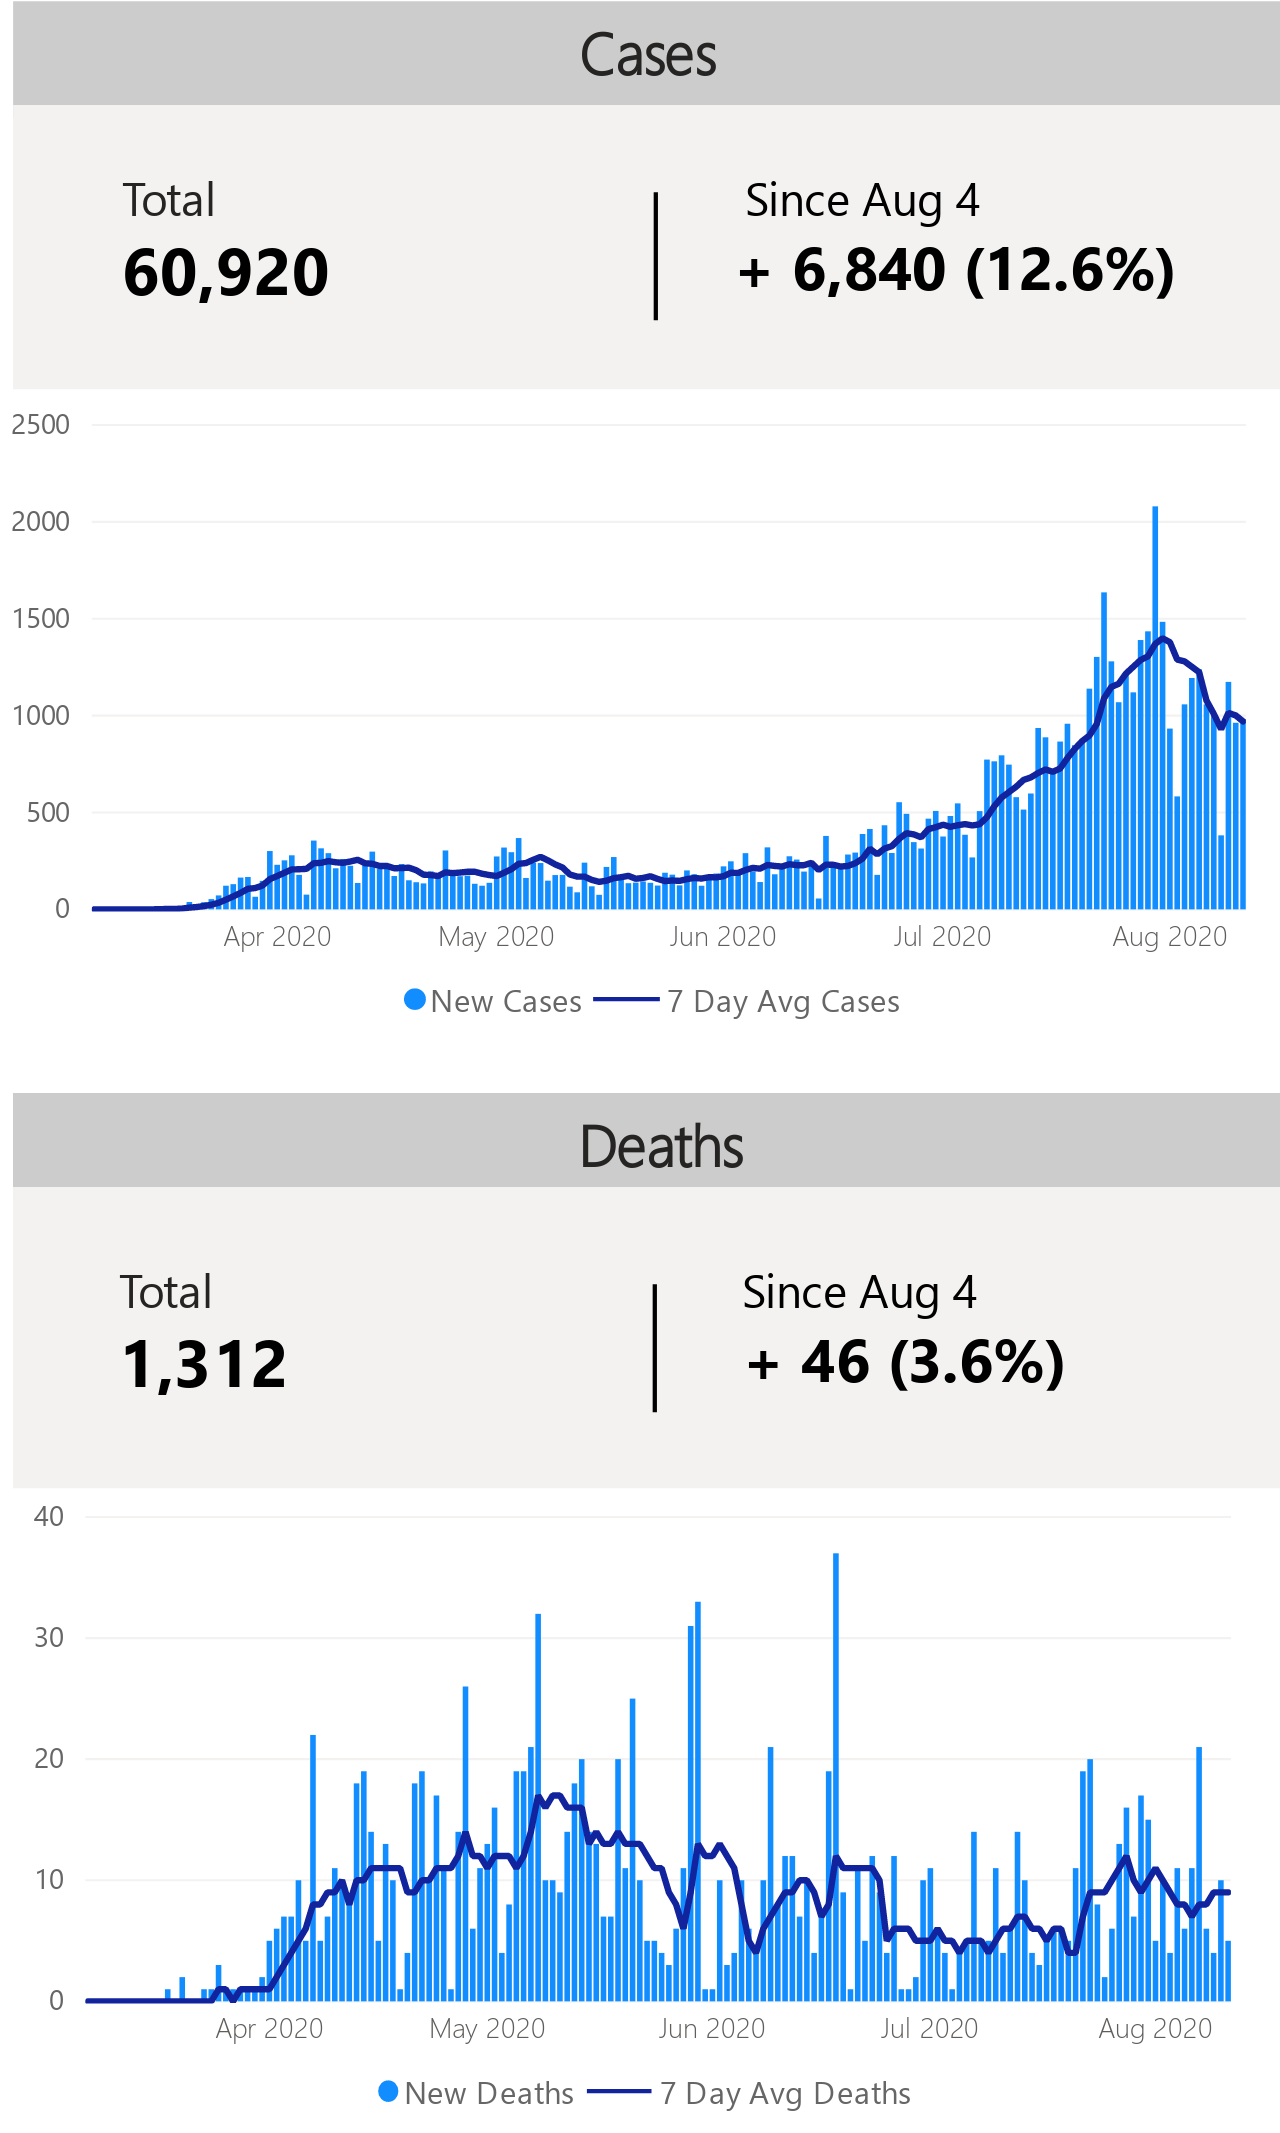 Cases
Total
60,920
Since Aug 4
+ 6,840 (12.6%)
2500
2000
1500
1000
500
0
Apr 2020 May 2020 Jun 2020 Jul 2020 Aug 2020
New Cases 7 Day Avg Cases
Deaths
Total
1,312
Since Aug 4
+ 46 (3.6%)
40
30
20
10
0
Apr 2020 May 2020 Jun 2020 Jul 2020 Aug 2020
New Deaths 7 Day Avg Deaths